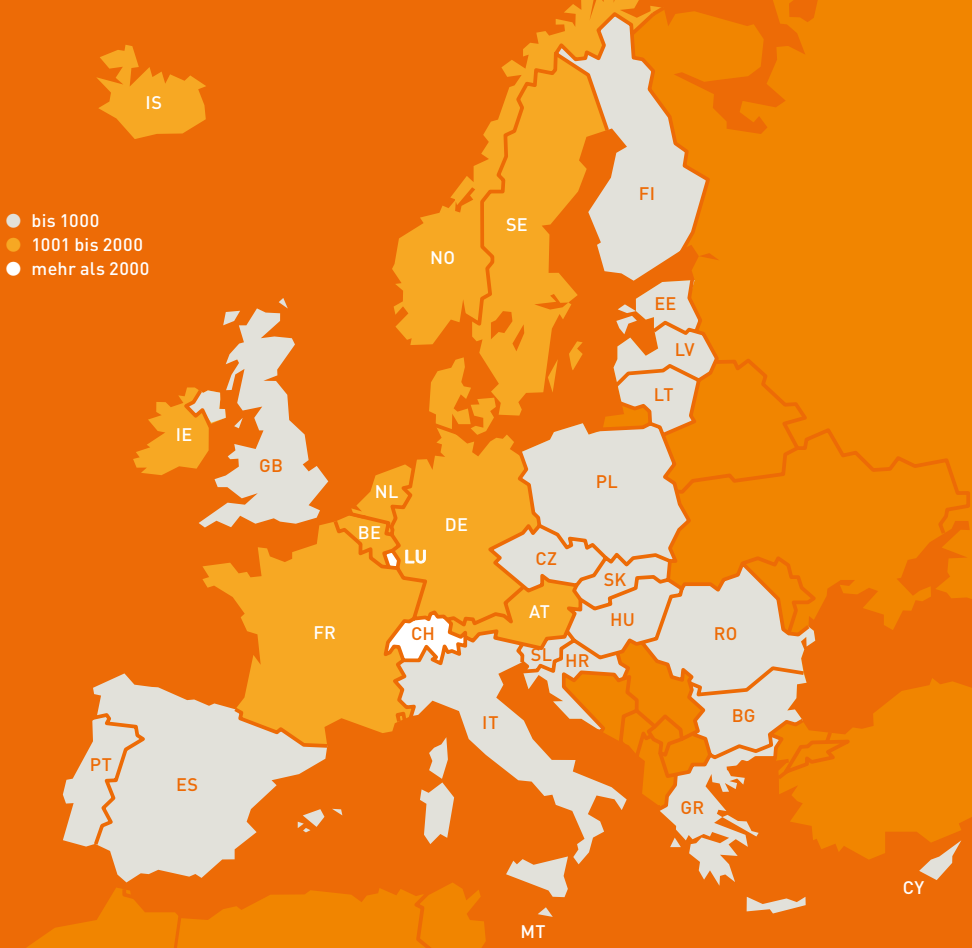 IS
bis 1000
1001 bis 2000
mehr als 2000
FI
SE
NO
EE
LV
LT
IE
GB
NL
PL
BE
DE
LU
CZ
SK
AT
HU
FR
CH
RO
SL
HR
BG
IT
PT
ES
GR
CY
MT